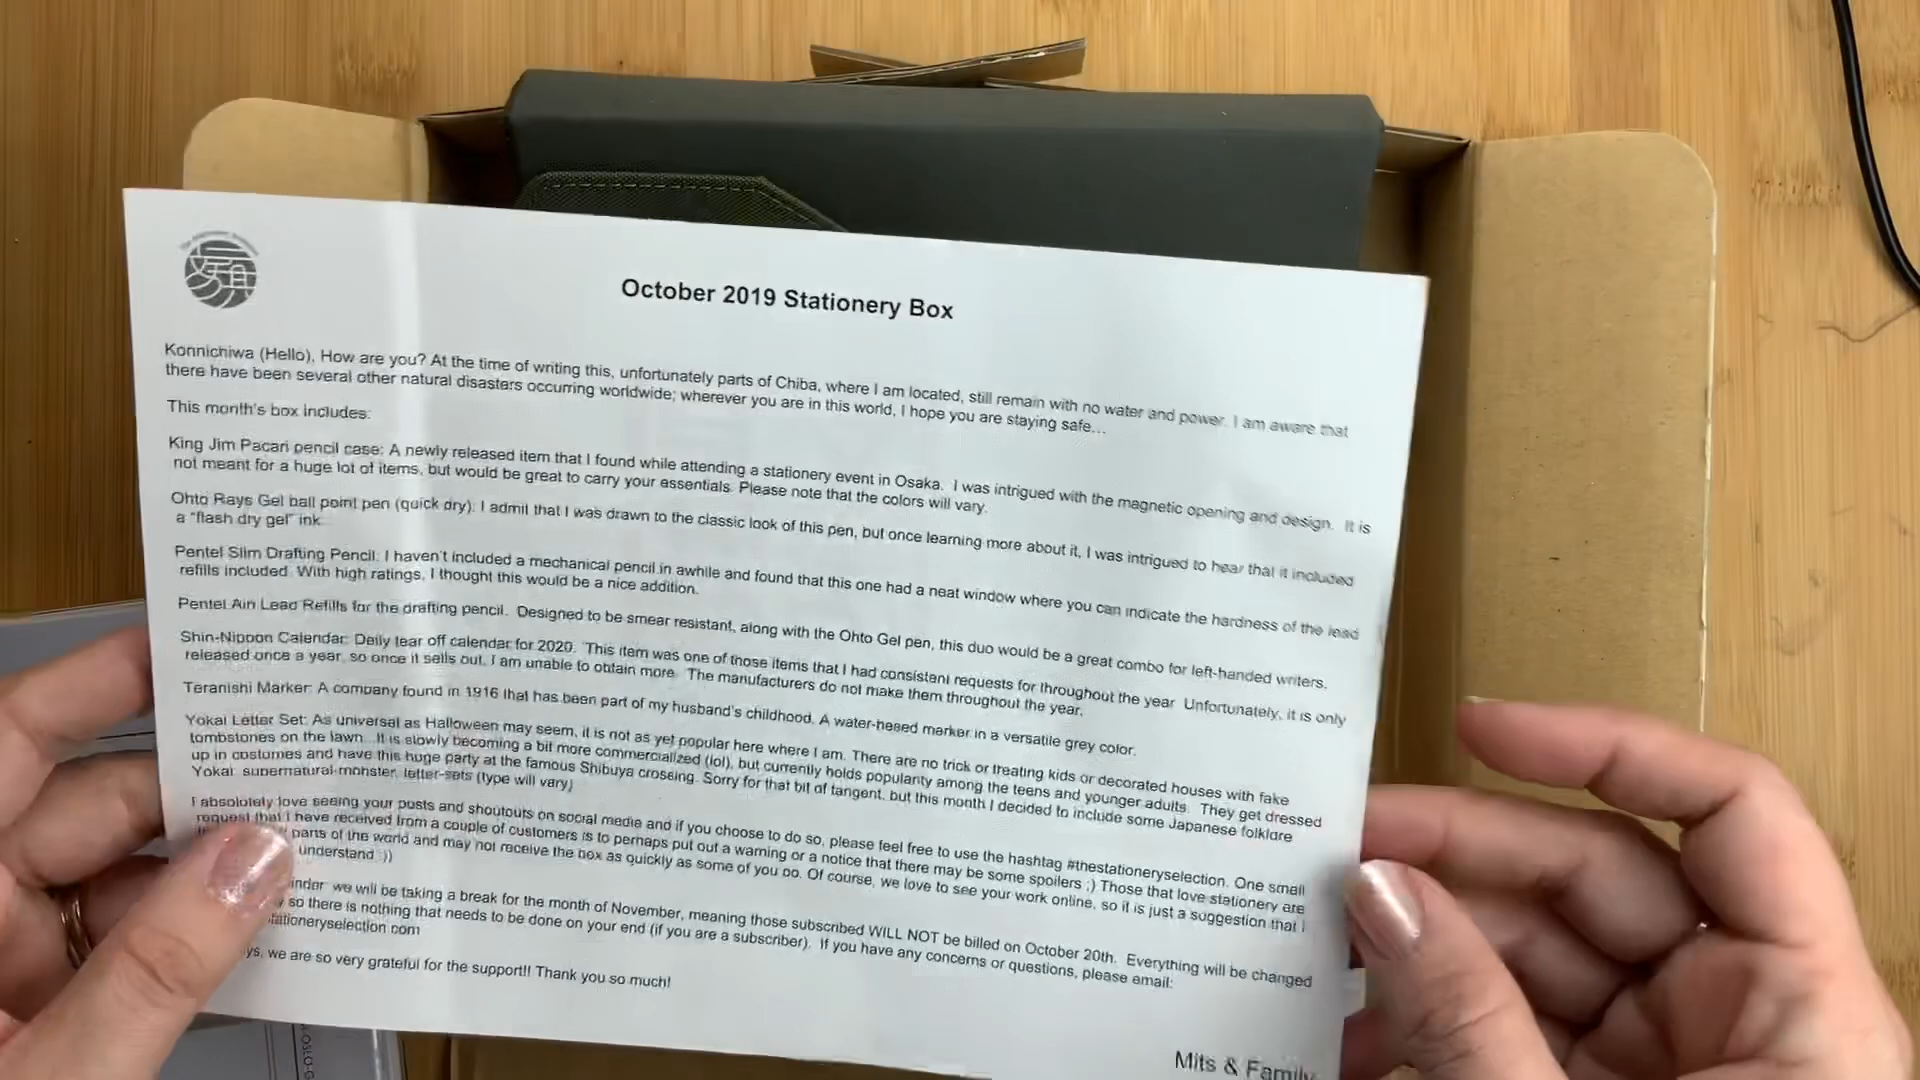 October 2019 Stationery Box
Konnichiwa (Hello), How are you? At the time of writing this, unfortunately parts of Chiba, where I am located, still remain with no water and power. I am aware that
there have been several other natural disasters occurring worldwide; wherever you are in this world, I hope you are staying safe...
This month's box includes:
King Jim Pacari pencil case: A newly released item that I found while attending a stationery event in Osaka. I was intrigued with the magnetic opening and design. It is
not meant for a huge lot of items, but would be great to carry your essentials. Please note that the colors will vary.
Ohto Rays Gel ball point pen (quick dry): I admit that I was drawn to the classic look of this pen, but once learning more about it, I was intrigued to hear that it included
a "flash dry gel" ink.
Pentel Slim Drafting Pencil: I haven't included a mechanical pencil in awhile and found that this one had a neat window where you can indicate the hardness of the lead
refills included. With high ratings, I thought this would be a nice addition.
Pentel Ain Lead Refills for the drafting pencil. Designed to be smear resistant, along with the Ohto Gel pen, this duo would be a great combo for left-handed writers.
Shin-Nippon Calendar: Daily tear off calendar for 2020. This item was one of those items that I had consistent requests for throughout the year. Unfortunately, it is only
released once a year, so once it sells out, I am unable to obtain more. The manufacturers do not make them throughout the year.
Teranishi Marker: A company found in 1916 that has been part of my husband's childhood. A water-based marker in a versatile grey color.
Yokai Letter Set: As universal as Halloween may seem, it is not as yet popular here where I am. There are no trick or treating kids or decorated houses with fake
tombstones on the lawn. It is slowly becoming a bit more commercialized (lol), but currently holds popularity among the teens and younger adults. They get dressed
up in costumes and have this huge party at the famous Shibuya crossing. Sorry for that bit of tangent, but this month I decided to include some Japanese folklore
Yokai: supernatural-monster, letter-sets (type will vary)
I absolutely love seeing your posts and shoutouts on social media and if you choose to do so, please feel free to use the hashtag #thestationeryselection. One small
request that I have received from a couple of customers is to perhaps put out a warning or a notice that there may be some spoilers ;) Those that love stationery are
parts of the world and may not receive the box as quickly as some of you do. Of course, we love to see your work online, so it is just a suggestion that I
understand :))
inder: we will be taking a break for the month of November, meaning those subscribed WILL NOT be billed on October 20th. Everything will be changed
so there is nothing that needs to be done on your end (if you are a subscriber). If you have any concerns or questions, please email:
tationeryselection.com
ys, we are so very grateful for the support!! Thank you so much!
Mits & Family